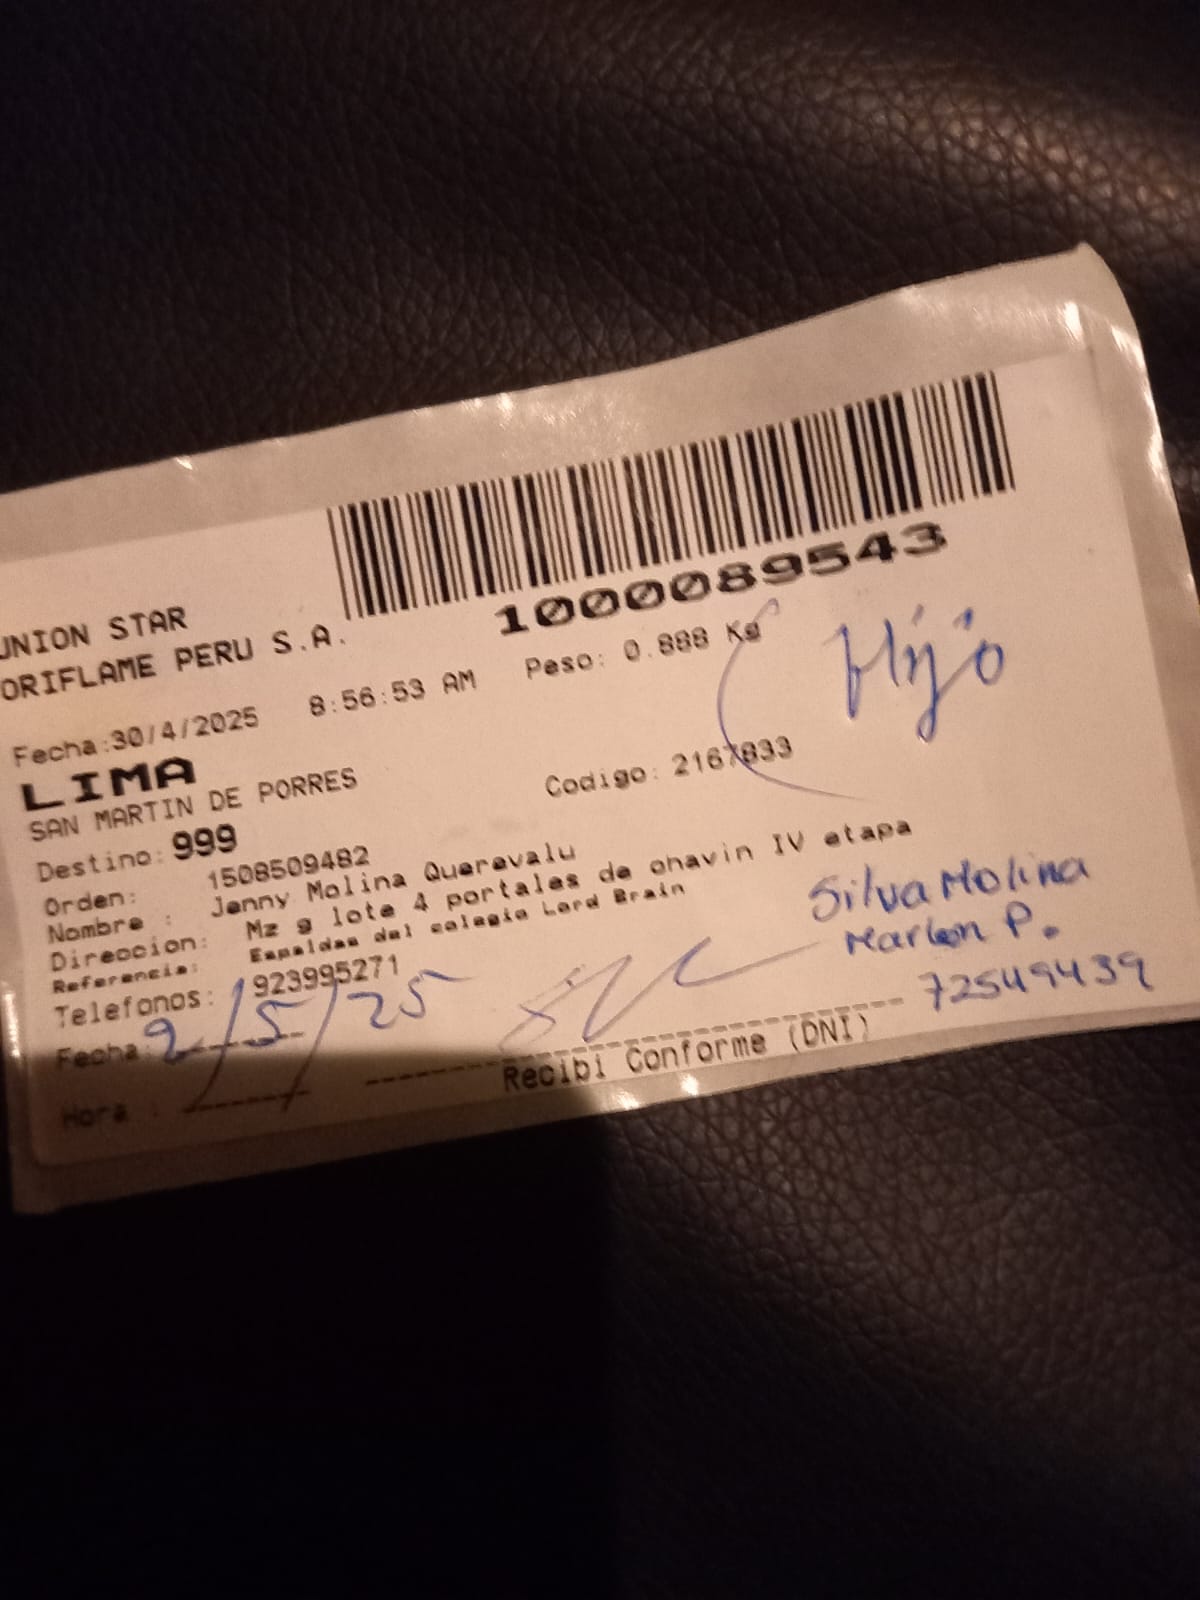 1000089543
UNION STAR
ORIFLAME PERU S.A.
Fecha:30/4/2025 8:56:53 AM Peso: 0.888 Kg
Hijo
LIMA
SAN MARTIN DE PORRES
Codigo: 2167833
Destino: 999
Orden: 1508509482
Nombre : Jenny Molina Querevalu
Direccion: Mz g lote 4 portales de chavin IV etapa
Referencia: Espaldas del colegio Lord Brain
Telefonos: 923995271
Silva Molina
Marlon P.
72549439
Fecha: 2/5/25
Hora :
Recibi Conforme (DNI)